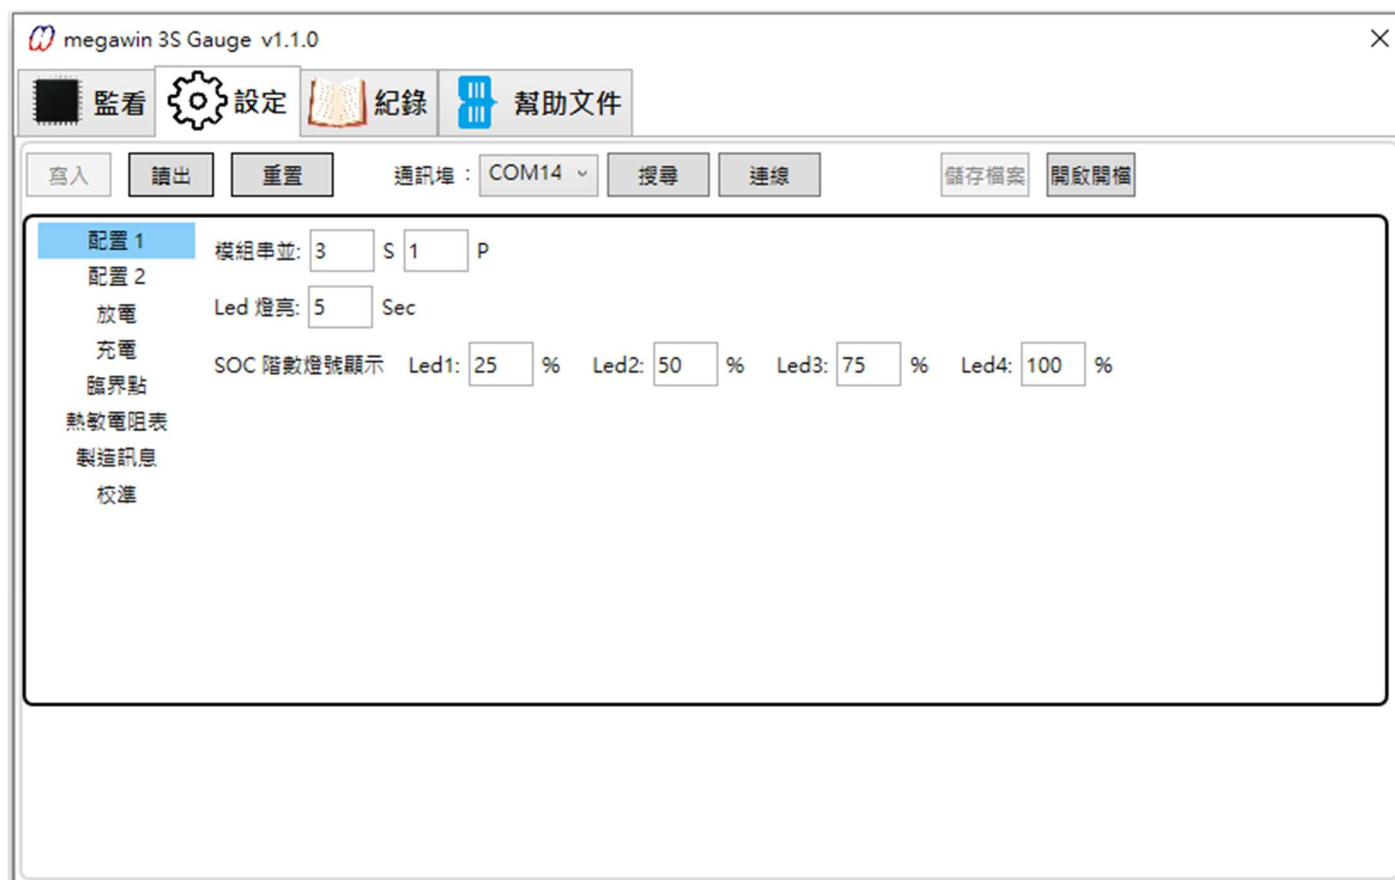 megawin 3S Gauge v1.1.0
監看 設定 紀錄 幫助文件
寫入 讀出 重置 通訊埠： COM14 搜尋 連線 儲存檔案 開啟開檔
配置 1
配置 2
放電
充電
臨界點
熱敏電阻表
製造訊息
校準
模組串並: 3 S 1 P
Led 燈亮: 5 Sec
SOC 階數燈號顯示 Led1: 25 % Led2: 50 % Led3: 75 % Led4: 100 %